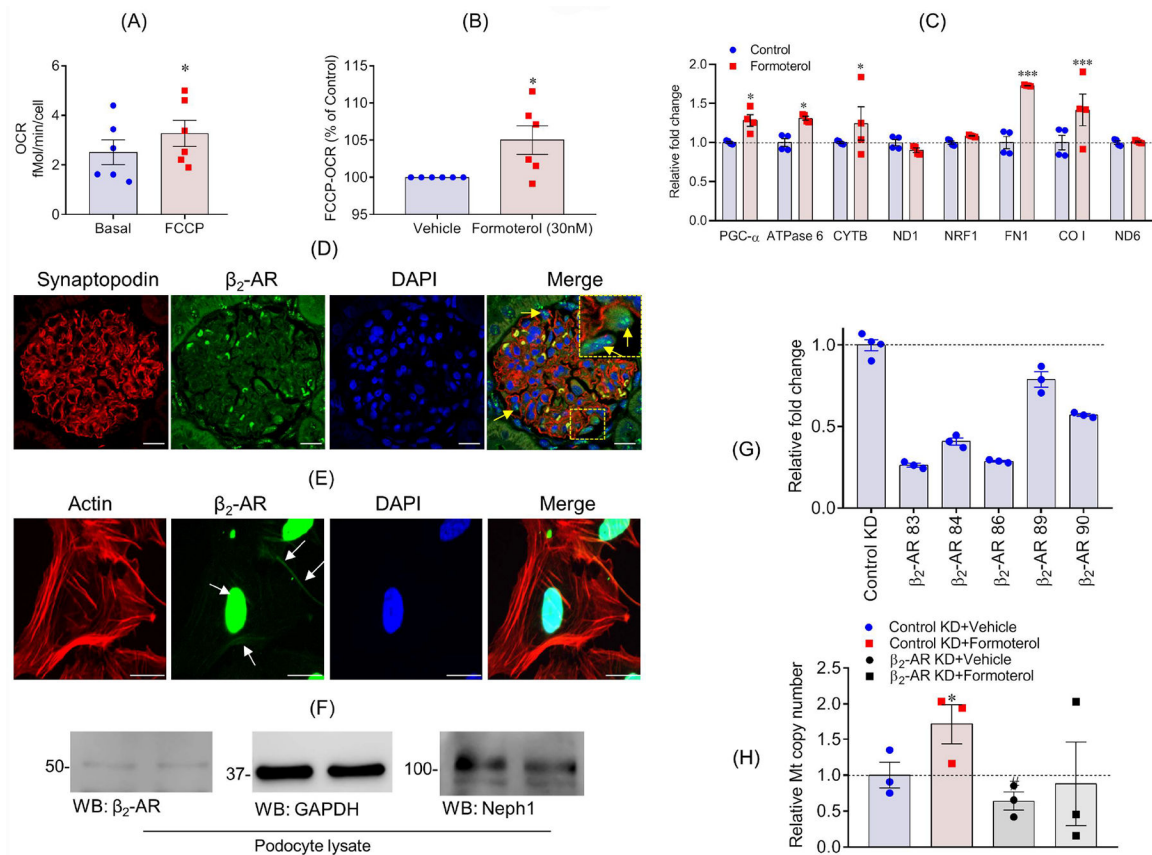 (A)
OCR
fMol/min/cell
6
4
2
0
*
Basal
FCCP
(B)
FCCP-OCR (% of Control)
115
110
105
100
95
*
Vehicle
Formoterol (30nM)
(C)
Relative fold change
2.0
1.5
1.0
0.5
0.0
Control
Formoterol
* * * *** ***
PGC-α ATPase 6 CYTB ND1 NRF1 FN1 CO I ND6
(D)
Synaptopodin β₂-AR DAPI Merge
(E)
Actin β₂-AR DAPI Merge
(F)
50-
WB: β₂-AR
37-
WB: GAPDH
100-
WB: Neph1
Podocyte lysate
(G)
Relative fold change
1.0
0.5
0.0
Control KD
β₂-AR 83
β₂-AR 84
β₂-AR 86
β₂-AR 89
β₂-AR 90
Control KD+Vehicle
Control KD+Formoterol
β₂-AR KD+Vehicle
β₂-AR KD+Formoterol
(H)
Relative Mt copy number
2.5
2.0
1.5
1.0
0.5
0.0
*
#